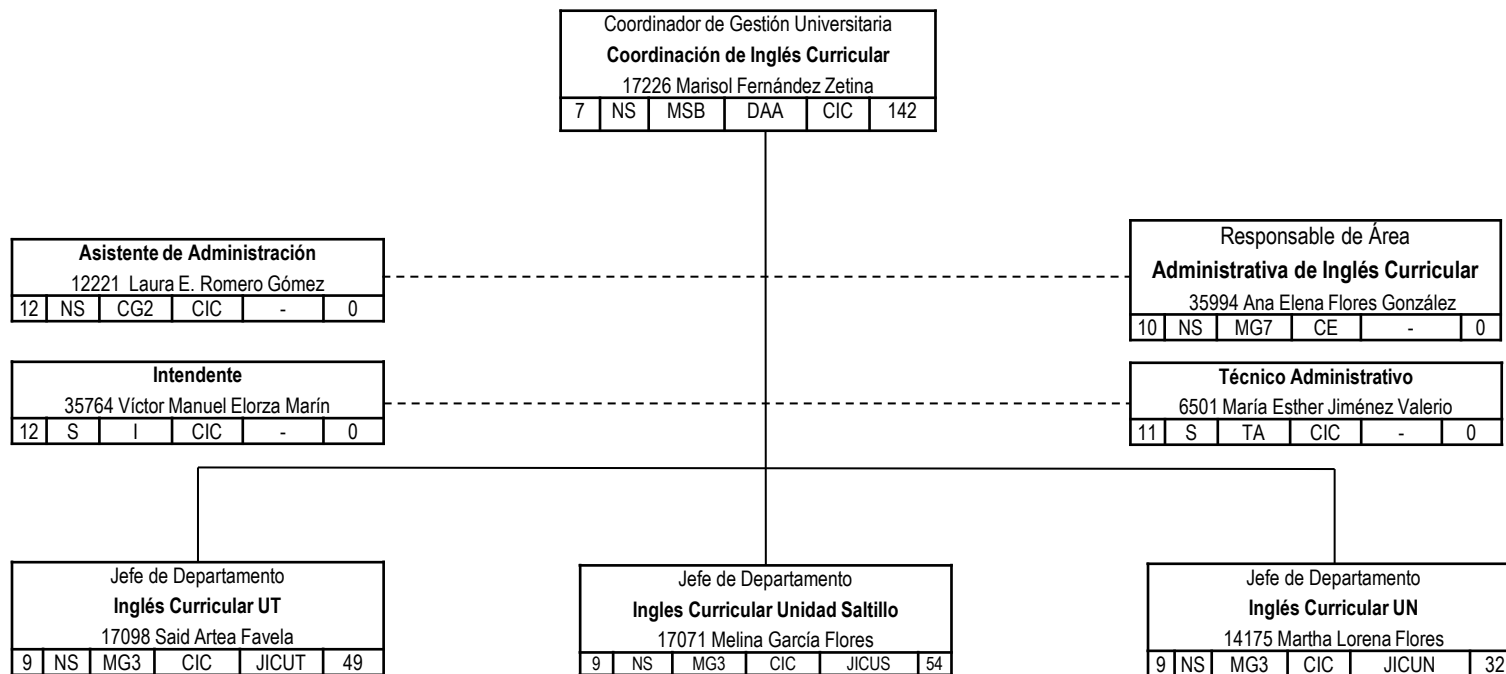 Coordinador de Gestión Universitaria
Coordinación de Inglés Curricular
17226 Marisol Fernández Zetina
7 NS MSB DAA CIC 142
Asistente de Administración
12221 Laura E. Romero Gómez
12 NS CG2 CIC - 0
Responsable de Área
Administrativa de Inglés Curricular
35994 Ana Elena Flores González
10 NS MG7 CE - 0
Intendente
35764 Víctor Manuel Elorza Marín
12 S I CIC - 0
Técnico Administrativo
6501 María Esther Jiménez Valerio
11 S TA CIC - 0
Jefe de Departamento
Inglés Curricular UT
17098 Said Artea Favela
9 NS MG3 CIC JICUT 49
Jefe de Departamento
Ingles Curricular Unidad Saltillo
17071 Melina García Flores
9 NS MG3 CIC JICUS 54
Jefe de Departamento
Inglés Curricular UN
14175 Martha Lorena Flores
9 NS MG3 CIC JICUN 32